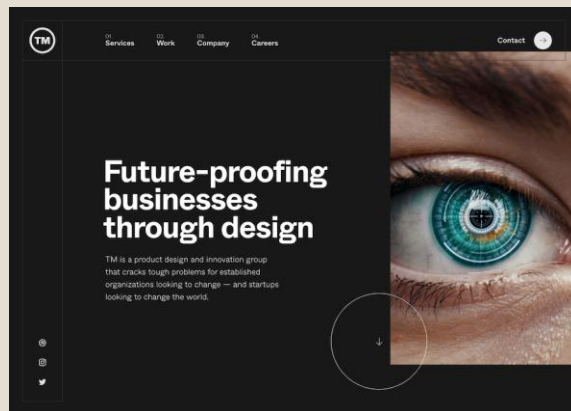 TM
01
Services
02.
Work
03.
Company
04.
Careers
Contact
Future-proofing
businesses
through design
TM is a product design and innovation group
that cracks tough problems for established
organizations looking to change — and startups
looking to change the world.